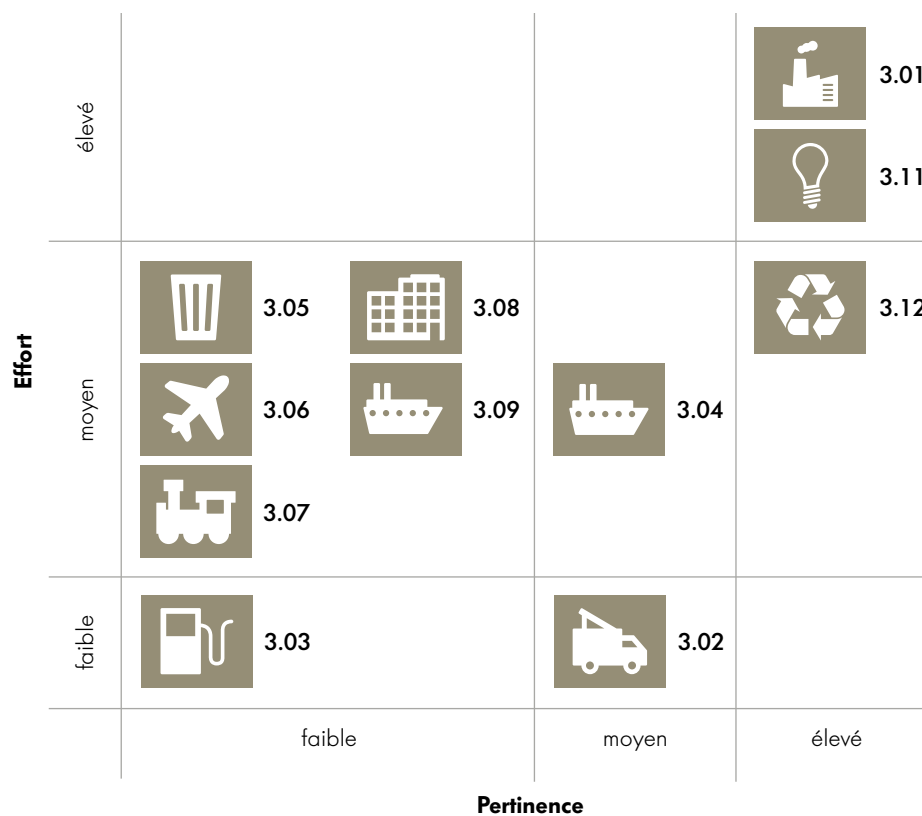 3.01
élevé
3.11
3.05
3.08
3.12
Effort
moyen
3.06
3.09
3.04
3.07
faible
3.03
3.02
faible
moyen
élevé
Pertinence